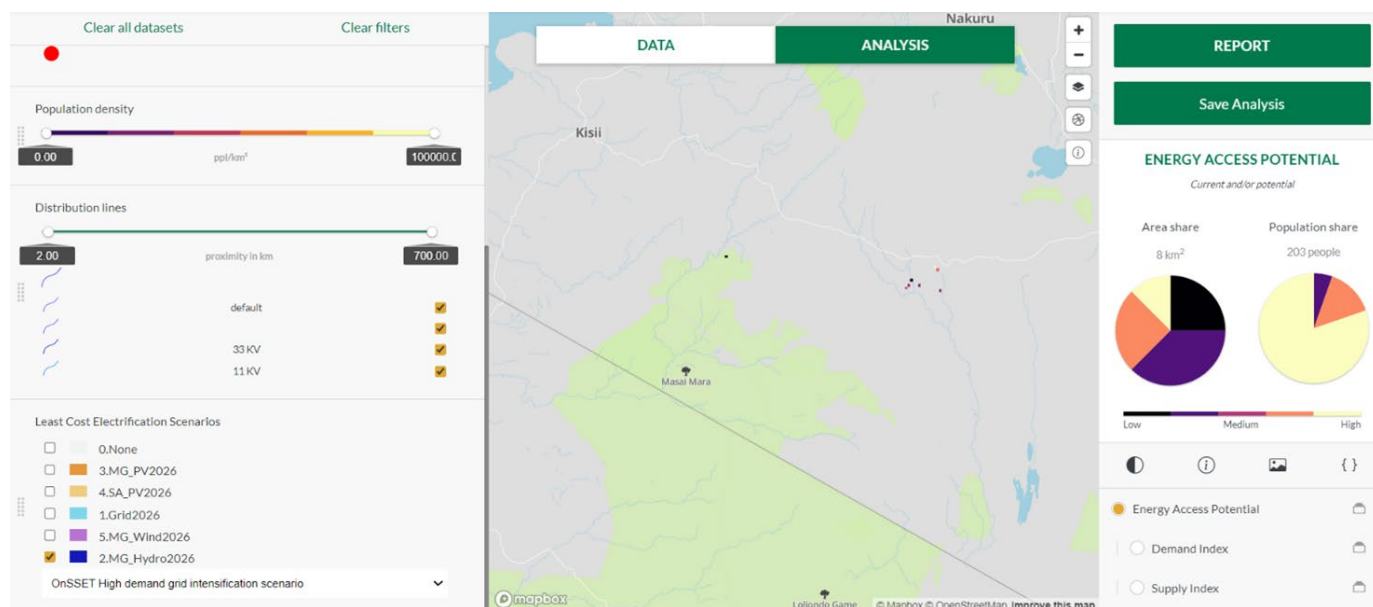 Clear all datasets
Clear filters
Population density
0.00
ppl/km²
100000.0
Distribution lines
2.00
proximity in km
700.00
default
33 KV
11 KV
Least Cost Electrification Scenarios
0.None
3.MG_PV2026
4.SA_PV2026
1.Grid2026
5.MG_Wind2026
2.MG_Hydro2026
OnSSET High demand grid intensification scenario
DATA
ANALYSIS
Nakuru
Kisii
Masai Mara
Loliondo Game
mapbox
© Mapbox © OpenStreetMap Improve this map
REPORT
Save Analysis
ENERGY ACCESS POTENTIAL
Current and/or potential
Area share
Population share
8 km²
203 people
Low
Medium
High
{ }
Energy Access Potential
Demand Index
Supply Index